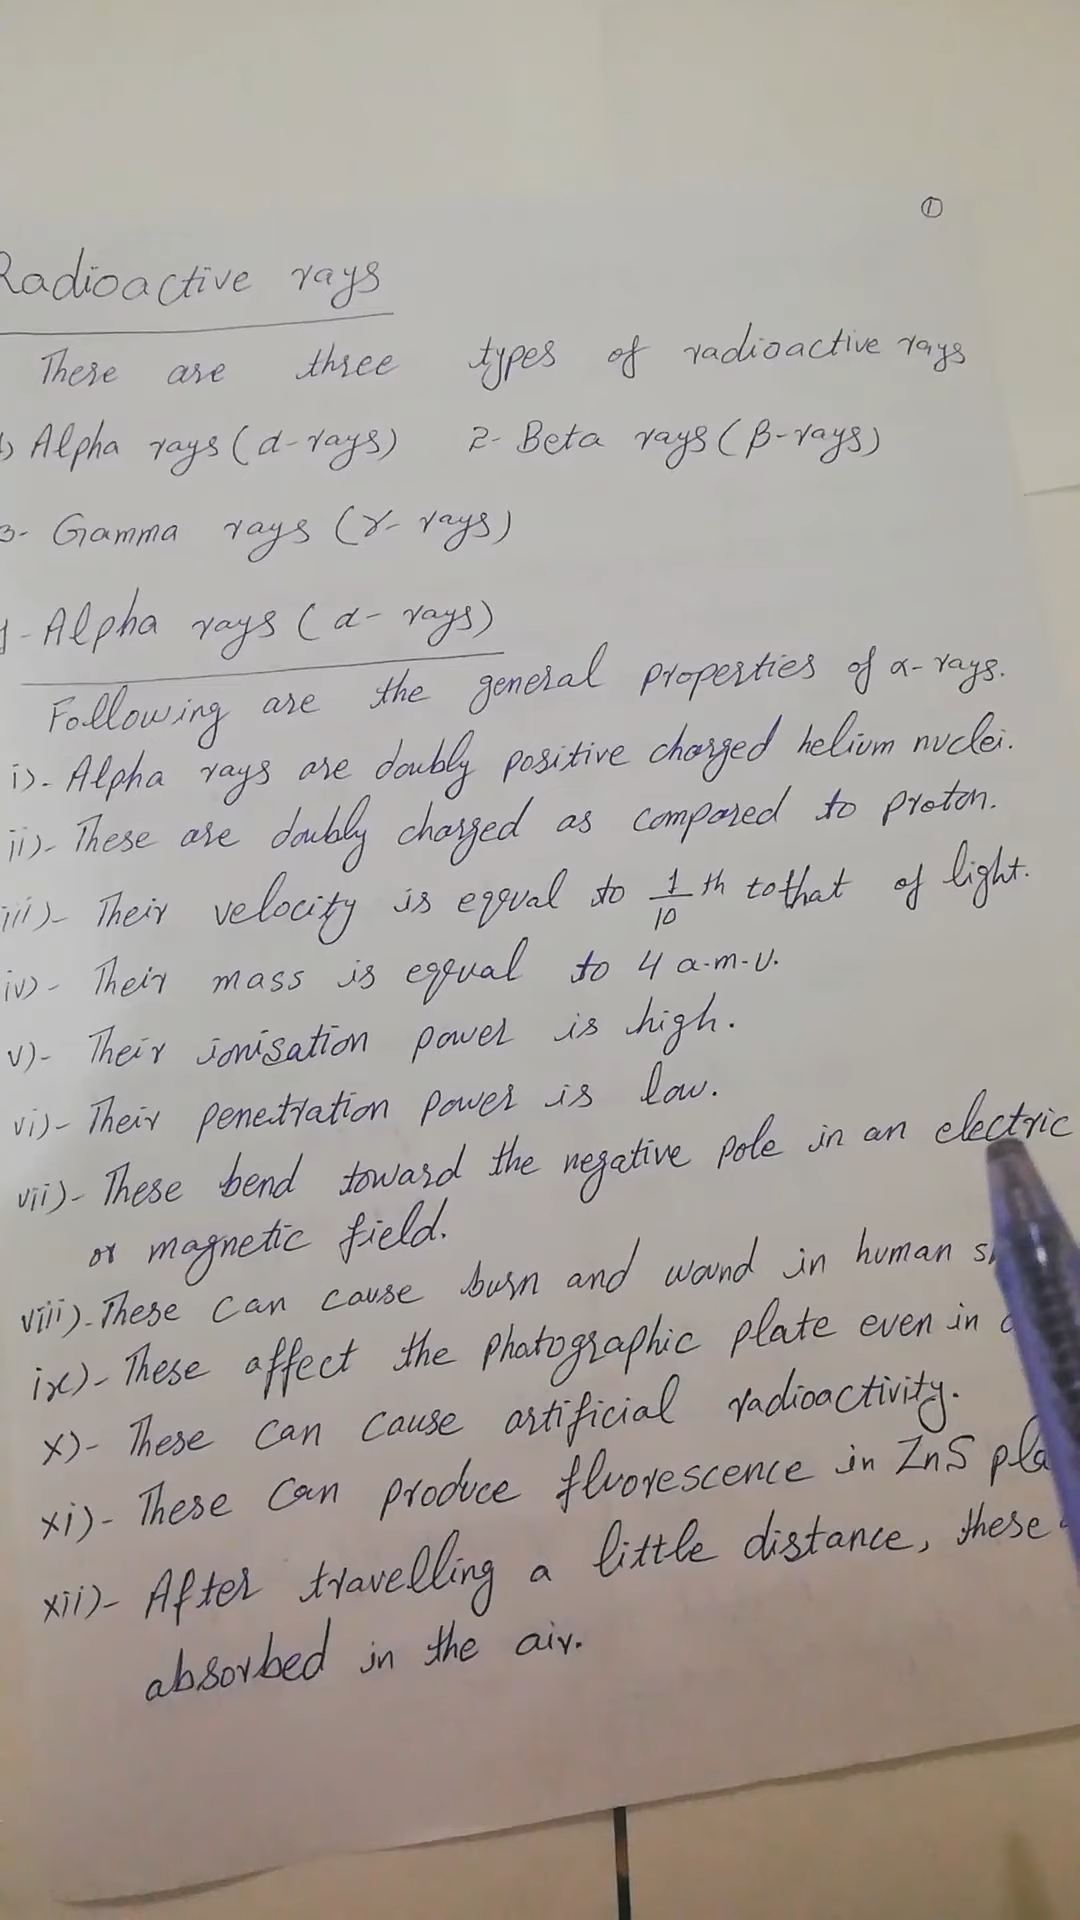 ①
Radioactive rays
There are three types of radioactive rays
1) Alpha rays (α-rays) 2- Beta rays (β-rays)
3- Gamma rays (γ- rays)
1- Alpha rays (α- rays)
Following are the general properties of α-rays.
i)- Alpha rays are doubly positive charged helium nuclei.
ii)- These are doubly charged as compared to proton.
iii)- Their velocity is equal to 1/10 th to that of light.
iv)- Their mass is equal to 4 a.m.u.
v)- Their ionisation power is high.
vi)- Their penetration power is low.
vii)- These bend toward the negative pole in an electric
or magnetic field.
viii)- These can cause burn and wound in human
ix)- These affect the photographic plate even in
x)- These can cause artificial radioactivity.
xi)- These can produce fluorescence in ZnS
xii)- After travelling a little distance, these
absorbed in the air.